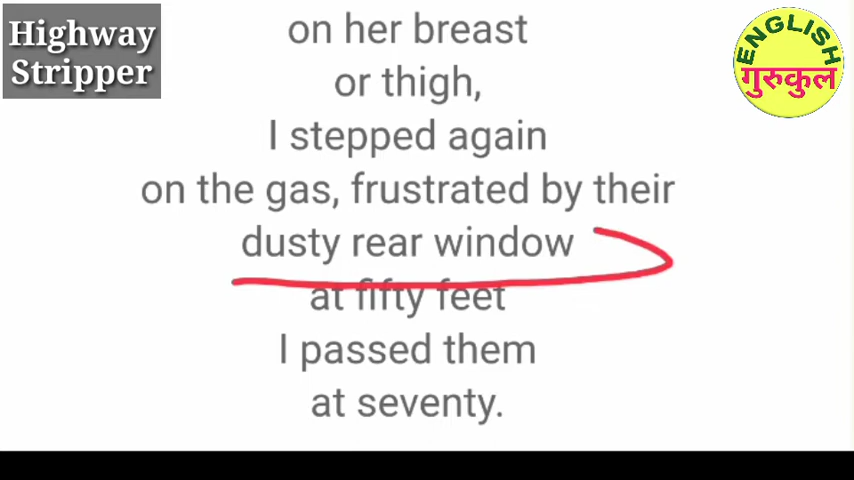 Highway
Stripper
ENGLISH
गुरुकुल
on her breast
or thigh,
I stepped again
on the gas, frustrated by their
dusty rear window
at fifty feet
I passed them
at seventy.